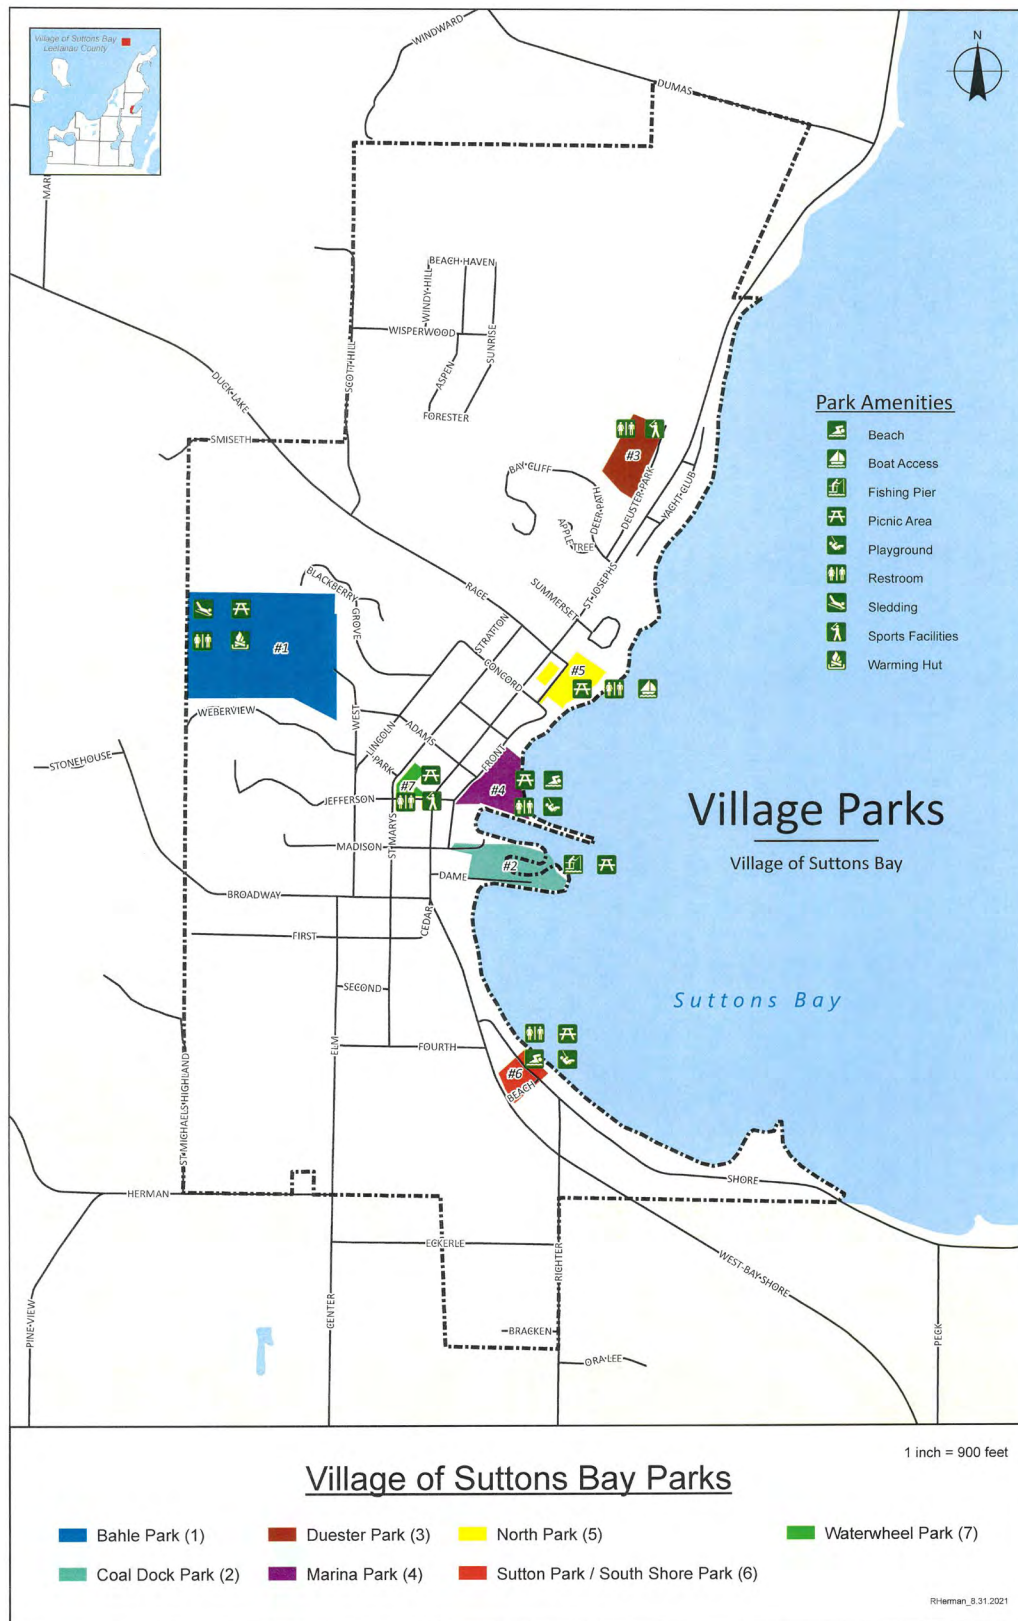 Village of Suttons Bay
Leelanau County
N
WINDWARD
DUMAS
BEACH HAVEN
WINDY HILL
WISPERWOOD
SUNRISE
ASPEN
FORESTER
SCOTT HILL
DUCK LAKE
SMISETH
Park Amenities
Beach
Boat Access
Fishing Pier
Picnic Area
Playground
Restroom
Sledding
Sports Facilities
Warming Hut
#3
BAY CLIFF
DEER PATH
APPLE TREE
DEUSTER PARK
YACHT CLUB
ST JOSEPHS
SUMMERSET
RACE
BLACKBERRY
GROVE
STRATTON
CONCORD
#1
#5
WEBERVIEW
WEST
LINCOLN
ADAMS
PARK
FRONT
STONEHOUSE
#7
#4
JEFFERSON
ST MARYS
MADISON
Village Parks
Village of Suttons Bay
#2
DAME
BROADWAY
CEDAR
FIRST
SECOND
Suttons Bay
ELM
FOURTH
#6
BEACH
ST MICHAELS HIGHLAND
HERMAN
SHORE
ECKERLE
RICHTER
WEST BAY SHORE
PINE VIEW
CENTER
BRACKEN
ORA LEE
PECK
1 inch = 900 feet
Village of Suttons Bay Parks
Bahle Park (1)
Duester Park (3)
North Park (5)
Waterwheel Park (7)
Coal Dock Park (2)
Marina Park (4)
Sutton Park / South Shore Park (6)
RHerman_8.31.2021